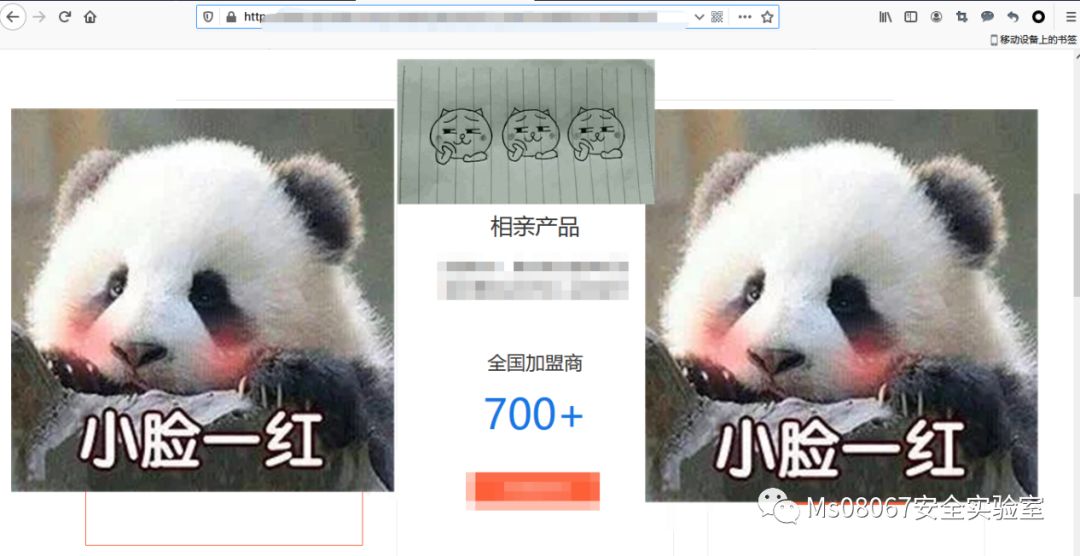 http
移动设备上的书签
相亲产品
全国加盟商
700+
小脸一红
小脸一红
Ms08067安全实验室